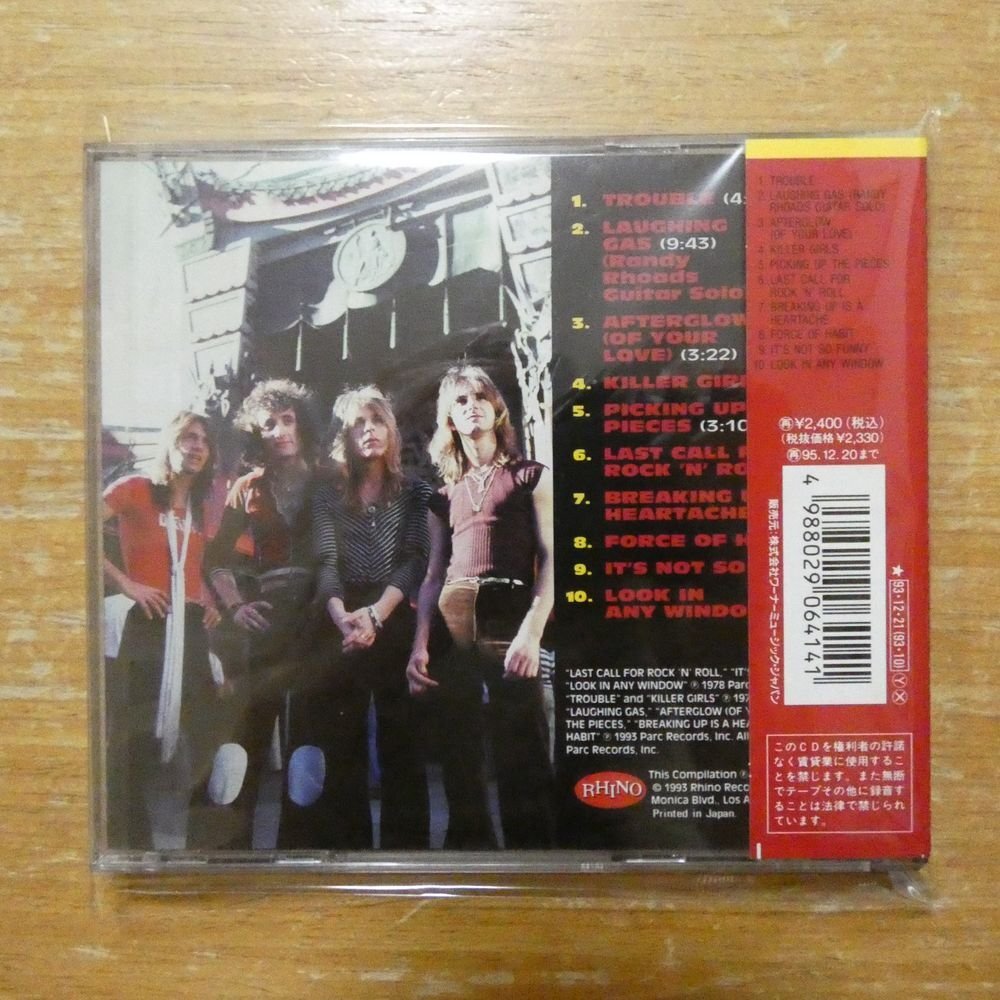 1. TROUBLE (4:
2. LAUGHING
GAS (9:43)
(Randy
Rhoads
Guitar Solo
3. AFTERGLOW
(OF YOUR
LOVE) (3:22)
4. KILLER GIR
5. PICKING UP
PIECES (3:10
6. LAST CALL F
ROCK 'N' RO
7. BREAKING U
HEARTACHE
8. FORCE OF H
9. IT'S NOT SO
10. LOOK IN
ANY WINDO
"LAST CALL FOR ROCK 'N' ROLL," "IT'S
"LOOK IN ANY WINDOW" ℗ 1978 Parc
"TROUBLE" and "KILLER GIRLS" ℗ 197
"LAUGHING GAS," "AFTERGLOW (OF Y
THE PIECES," "BREAKING UP IS A HEA
HABIT" ℗ 1993 Parc Records, Inc. All
Parc Records, Inc.
RHINO
This Compilation ℗
© 1993 Rhino Reco
Monica Blvd., Los A
Printed in Japan.
1 TROUBLE
2. LAUGHING GAS (RANDY
RHOADS GUITAR SOLO)
3 AFTERGLOW
(OF YOUR LOVE)
4 KILLER GIRLS
5 PICKING UP THE PIECES
6. LAST CALL FOR
ROCK 'N' ROLL
7 BREAKING UP IS A
HEARTACHE
8 FORCE OF HABIT
9 IT'S NOT SO FUNNY
10 LOOK IN ANY WINDOW
再¥2,400(税込)
(税抜価格¥2,330)
再95.12.20まで
4 988029 064141
販売元:株式会社ワーナーミュージック・ジャパン
★ 93・12・21(93・10) Ⓨ Ⓧ
このCDを権利者の許諾
なく賃貸業に使用するこ
とを禁じます。また無断
でテープその他に録音す
ることは法律で禁じられ
ています。